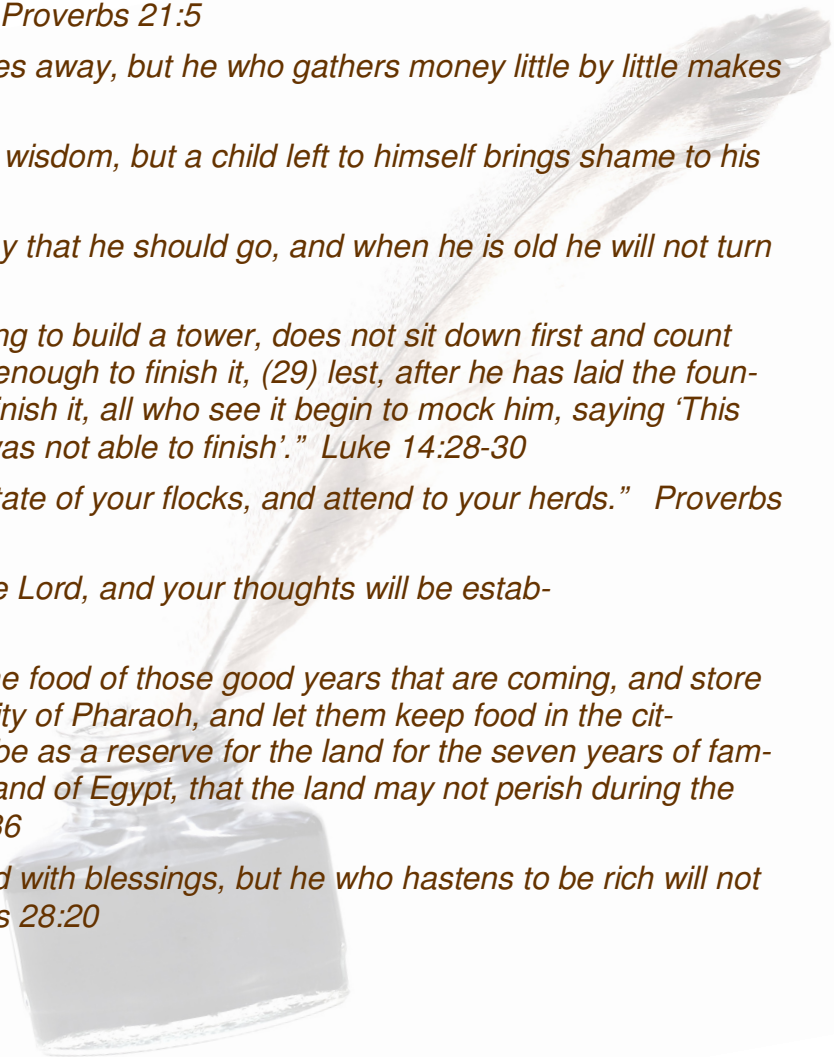 Proverbs 21:5
es away, but he who gathers money little by little makes
wisdom, but a child left to himself brings shame to his
y that he should go, and when he is old he will not turn
ng to build a tower, does not sit down first and count
enough to finish it, (29) lest, after he has laid the foun-
inish it, all who see it begin to mock him, saying ‘This
vas not able to finish’.”  Luke 14:28-30
tate of your flocks, and attend to your herds.”   Proverbs
e Lord, and your thoughts will be estab-
he food of those good years that are coming, and store
ity of Pharaoh, and let them keep food in the cit-
be as a reserve for the land for the seven years of fam-
and of Egypt, that the land may not perish during the
36
d with blessings, but he who hastens to be rich will not
s 28:20